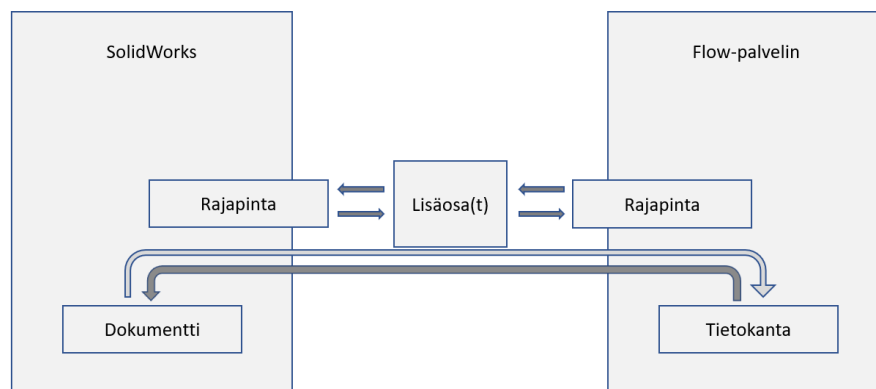 SolidWorks
Flow-palvelin
Rajapinta
Lisäosa(t)
Rajapinta
Dokumentti
Tietokanta